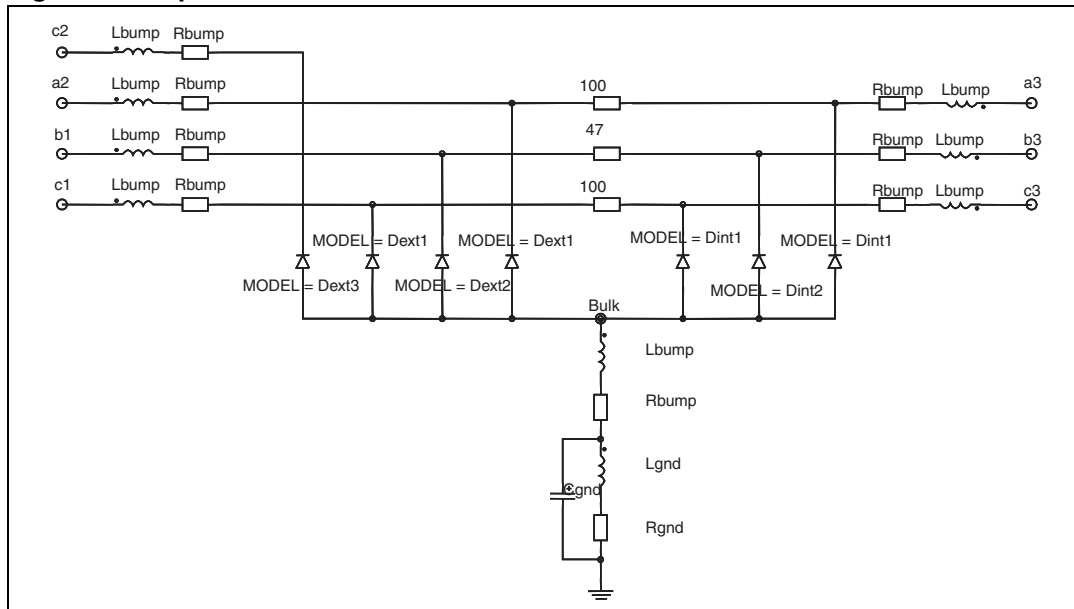 c2 Lbump Rbump
a2 Lbump Rbump 100 Rbump Lbump a3
b1 Lbump Rbump 47 Rbump Lbump b3
c1 Lbump Rbump 100 Rbump Lbump c3
MODEL = Dext1 MODEL = Dext1 MODEL = Dint1 MODEL = Dint1
MODEL = Dext3 MODEL = Dext2 MODEL = Dint2
Bulk
Lbump
Rbump
Lgnd
Cgnd
Rgnd